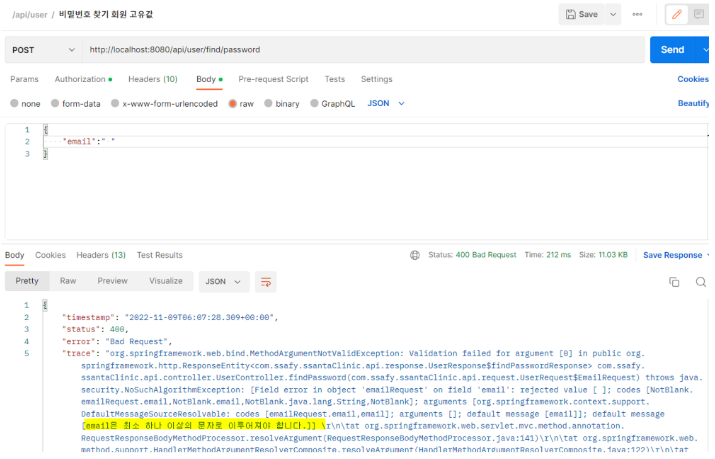 /api/user / 비밀번호 찾기 회원 고유값 Save
POST http://localhost:8080/api/user/find/password Send
Params Authorization Headers (10) Body Pre-request Script Tests Settings Cookies
none form-data x-www-form-urlencoded raw binary GraphQL JSON Beautify
1 {
2 "email":" "
3 }
Body Cookies Headers (13) Test Results Status: 400 Bad Request Time: 212 ms Size: 11.03 KB Save Response
Pretty Raw Preview Visualize JSON
1 {
2 "timestamp": "2022-11-09T06:07:28.309+00:00",
3 "status": 400,
4 "error": "Bad Request",
5 "trace": "org.springframework.web.bind.MethodArgumentNotValidException: Validation failed for argument [0] in public org.
springframework.http.ResponseEntity<com.ssafy.ssantaClinic.api.response.UserResponse$findPasswordResponse> com.ssafy.
ssantaClinic.api.controller.UserController.findPassword(com.ssafy.ssantaClinic.api.request.UserRequest$EmailRequest) throws java.
security.NoSuchAlgorithmException: [Field error in object 'emailRequest' on field 'email': rejected value [ ]; codes [NotBlank.
emailRequest.email,NotBlank.email,NotBlank.java.lang.String,NotBlank]; arguments [org.springframework.context.support.
DefaultMessageSourceResolvable: codes [emailRequest.email,email]; arguments []; default message [email]]; default message
[email은 최소 하나 이상의 문자로 이루어져야 합니다.]] \r\n\tat org.springframework.web.servlet.mvc.method.annotation.
RequestResponseBodyMethodProcessor.resolveArgument(RequestResponseBodyMethodProcessor.java:141)\r\n\tat org.springframework.web.
method.support.HandlerMethodArgumentResolverComposite.resolveArgument(HandlerMethodArgumentResolverComposite.java:122)\r\n\tat